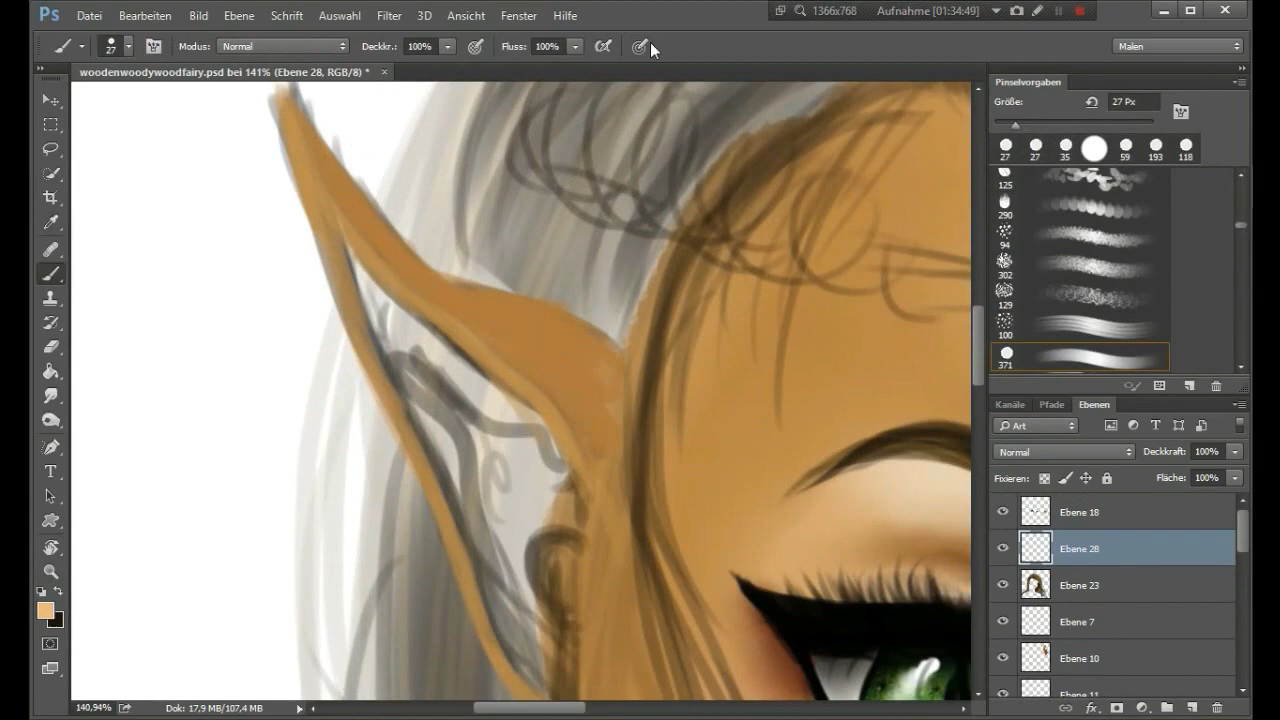 Ps Datei Bearbeiten Bild Ebene Schrift Auswahl Filter 3D Ansicht Fenster Hilfe 1366x768 Aufnahme [01:34:49]
27 Modus: Normal Deckkr.: 100% Fluss: 100% Malen
woodenwoodywoodfairy.psd bei 141% (Ebene 28, RGB/8) * ×
Pinselvorgaben
Größe: 27 Px
27 27 35 59 193 118
125
290
94
302
129
100
371
Kanäle Pfade Ebenen
Art
Normal Deckkraft: 100%
Fixieren: Fläche: 100%
Ebene 18
Ebene 28
Ebene 23
Ebene 7
Ebene 10
Ebene 11
140,94% Dok: 17,9 MB/107,4 MB